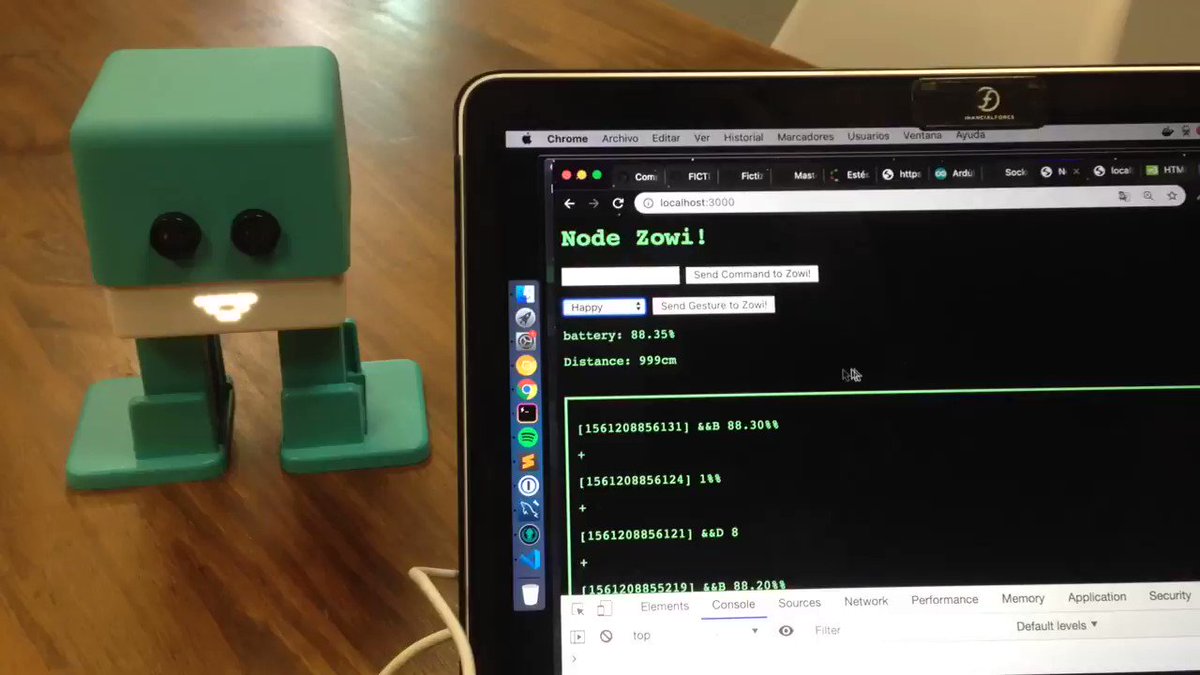 FINANCIALFORCE
Chrome Archivo Editar Ver Historial Marcadores Usuarios Ventana Ayuda
Com FICTI Fictiz Mast Esté https Ardu Sock N local HTM
localhost:3000
Node Zowi!
Send Command to Zowi!
Happy Send Gesture to Zowi!
battery: 88.35%
Distance: 999cm
[1561208856131] &&B 88.30%%
+
[1561208856124] 1%%
+
[1561208856121] &&D 8
+
[1561208855219] &&B 88.20%%
Elements Console Sources Network Performance Memory Application Security
top Filter Default levels